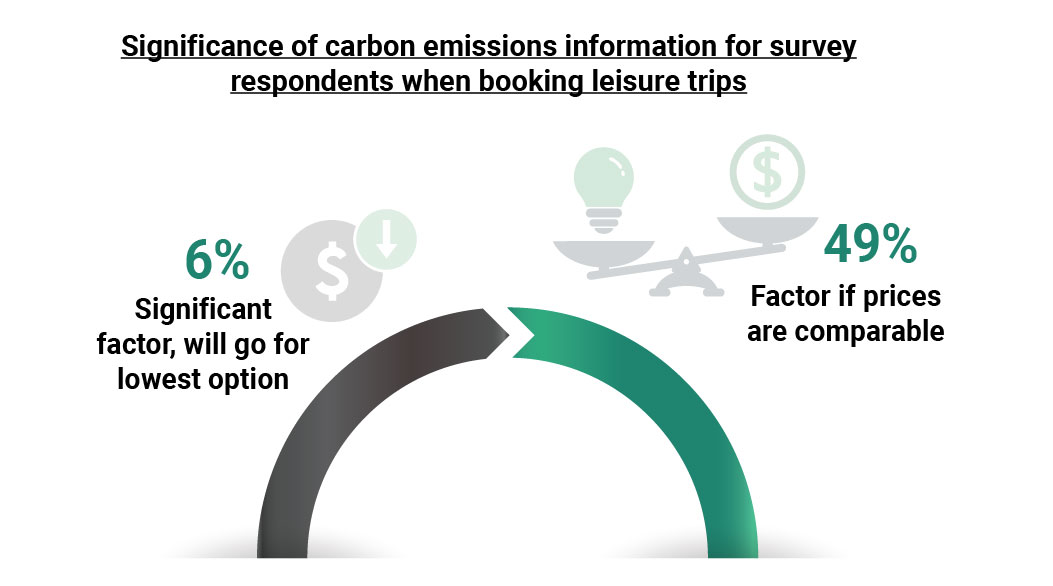 Significance of carbon emissions information for survey
respondents when booking leisure trips
$
6%
Significant
factor, will go for
lowest option
$
49%
Factor if prices
are comparable